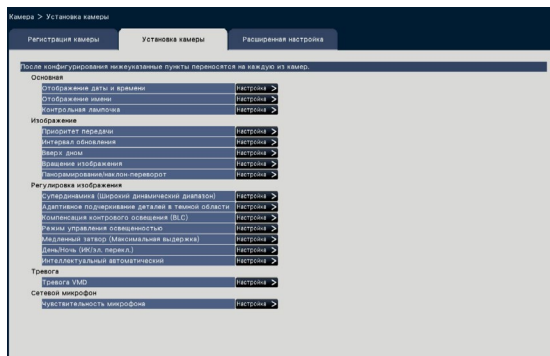 Камера > Установка камеры
Регистрация камеры Установка камеры Расширенная настройка
После конфигурирования нижеуказанные пункты переносятся на каждую из камер.
Основная
Отображение даты и времени Настройка >
Отображение имени Настройка >
Контрольная лампочка Настройка >
Изображение
Приоритет передачи Настройка >
Интервал обновления Настройка >
Вверх дном Настройка >
Вращение изображения Настройка >
Панорамирование/наклон-переворот Настройка >
Регулировка изображения
Супердинамика (Широкий динамический диапазон) Настройка >
Адаптивное подчеркивание деталей в темной области Настройка >
Компенсация контрового освещения (BLC) Настройка >
Режим управления освещенностью Настройка >
Медленный затвор (Максимальная выдержка) Настройка >
День/Ночь (ИК/эл. перекл.) Настройка >
Интеллектуальный автоматический Настройка >
Тревога
Тревога VMD Настройка >
Сетевой микрофон
Чувствительность микрофона Настройка >